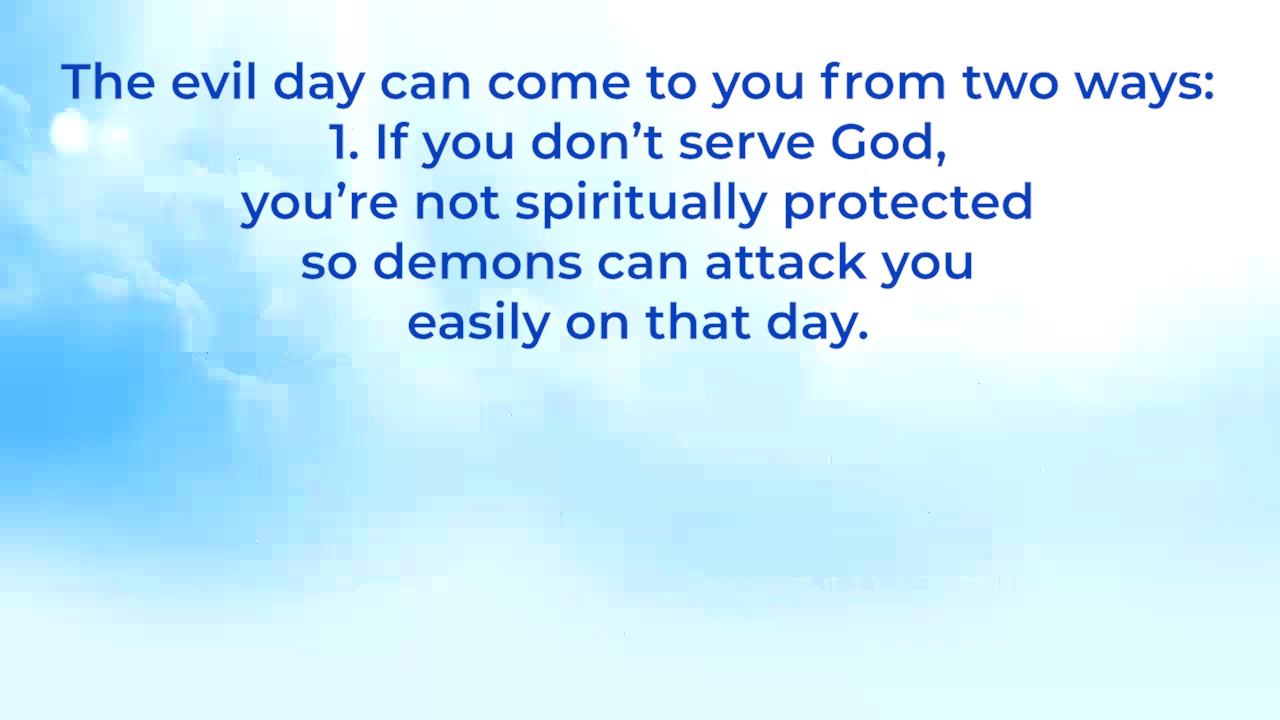 The evil day can come to you from two ways:
1. If you don’t serve God,
you’re not spiritually protected
so demons can attack you
easily on that day.